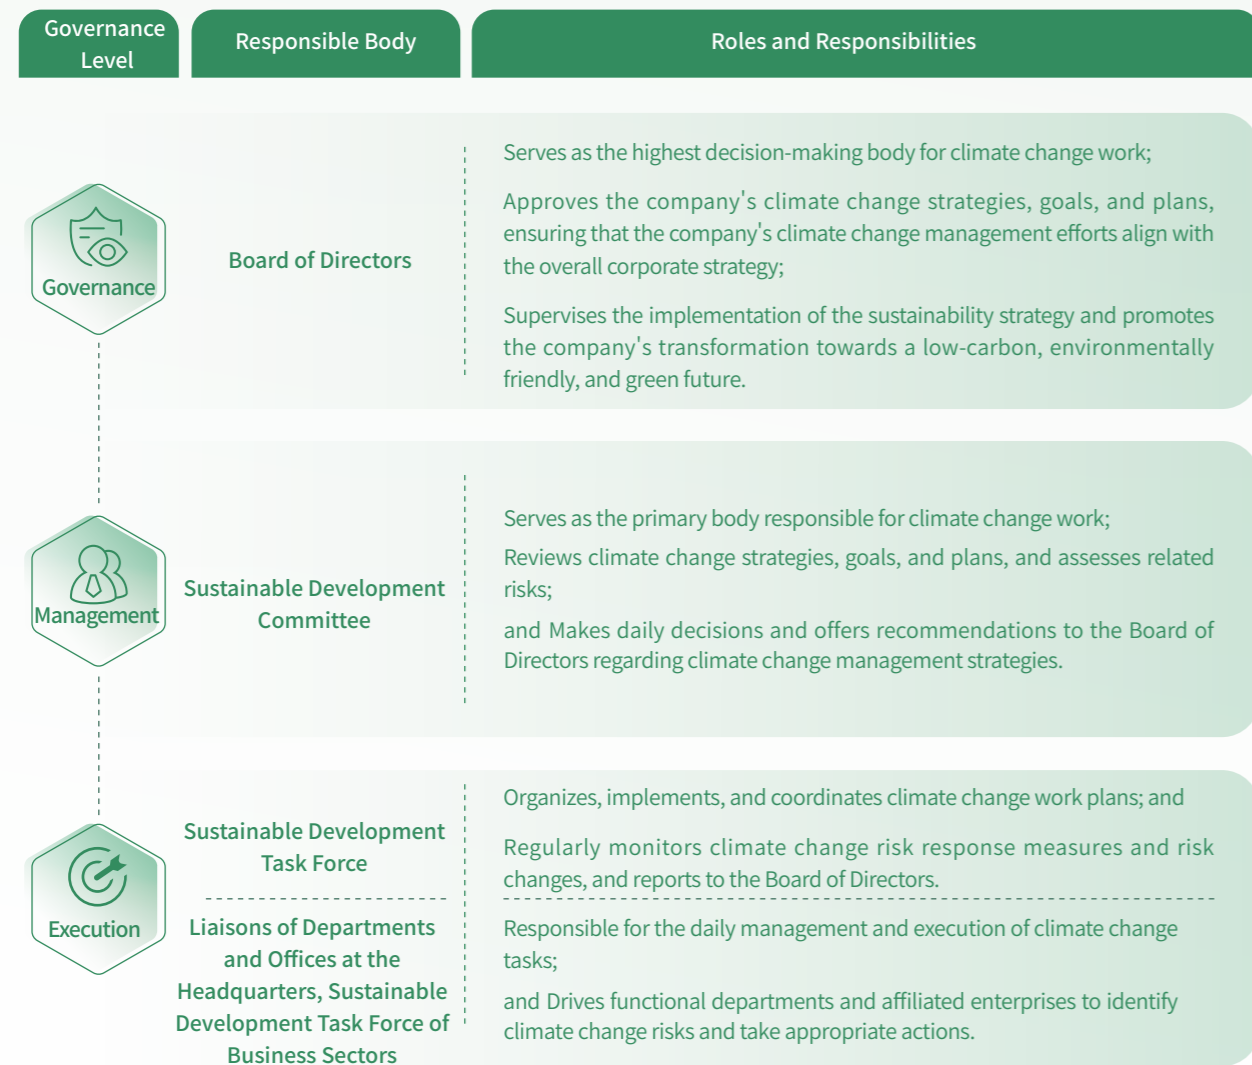 Governance
Level
Responsible Body
Roles and Responsibilities
Governance
Board of Directors
Serves as the highest decision-making body for climate change work;
Approves the company's climate change strategies, goals, and plans,
ensuring that the company's climate change management efforts align with
the overall corporate strategy;
Supervises the implementation of the sustainability strategy and promotes
the company's transformation towards a low-carbon, environmentally
friendly, and green future.
Management
Sustainable Development
Committee
Serves as the primary body responsible for climate change work;
Reviews climate change strategies, goals, and plans, and assesses related
risks;
and Makes daily decisions and offers recommendations to the Board of
Directors regarding climate change management strategies.
Execution
Sustainable Development
Task Force
Organizes, implements, and coordinates climate change work plans; and
Regularly monitors climate change risk response measures and risk
changes, and reports to the Board of Directors.
Liaisons of Departments
and Offices at the
Headquarters, Sustainable
Development Task Force of
Business Sectors
Responsible for the daily management and execution of climate change
tasks;
and Drives functional departments and affiliated enterprises to identify
climate change risks and take appropriate actions.